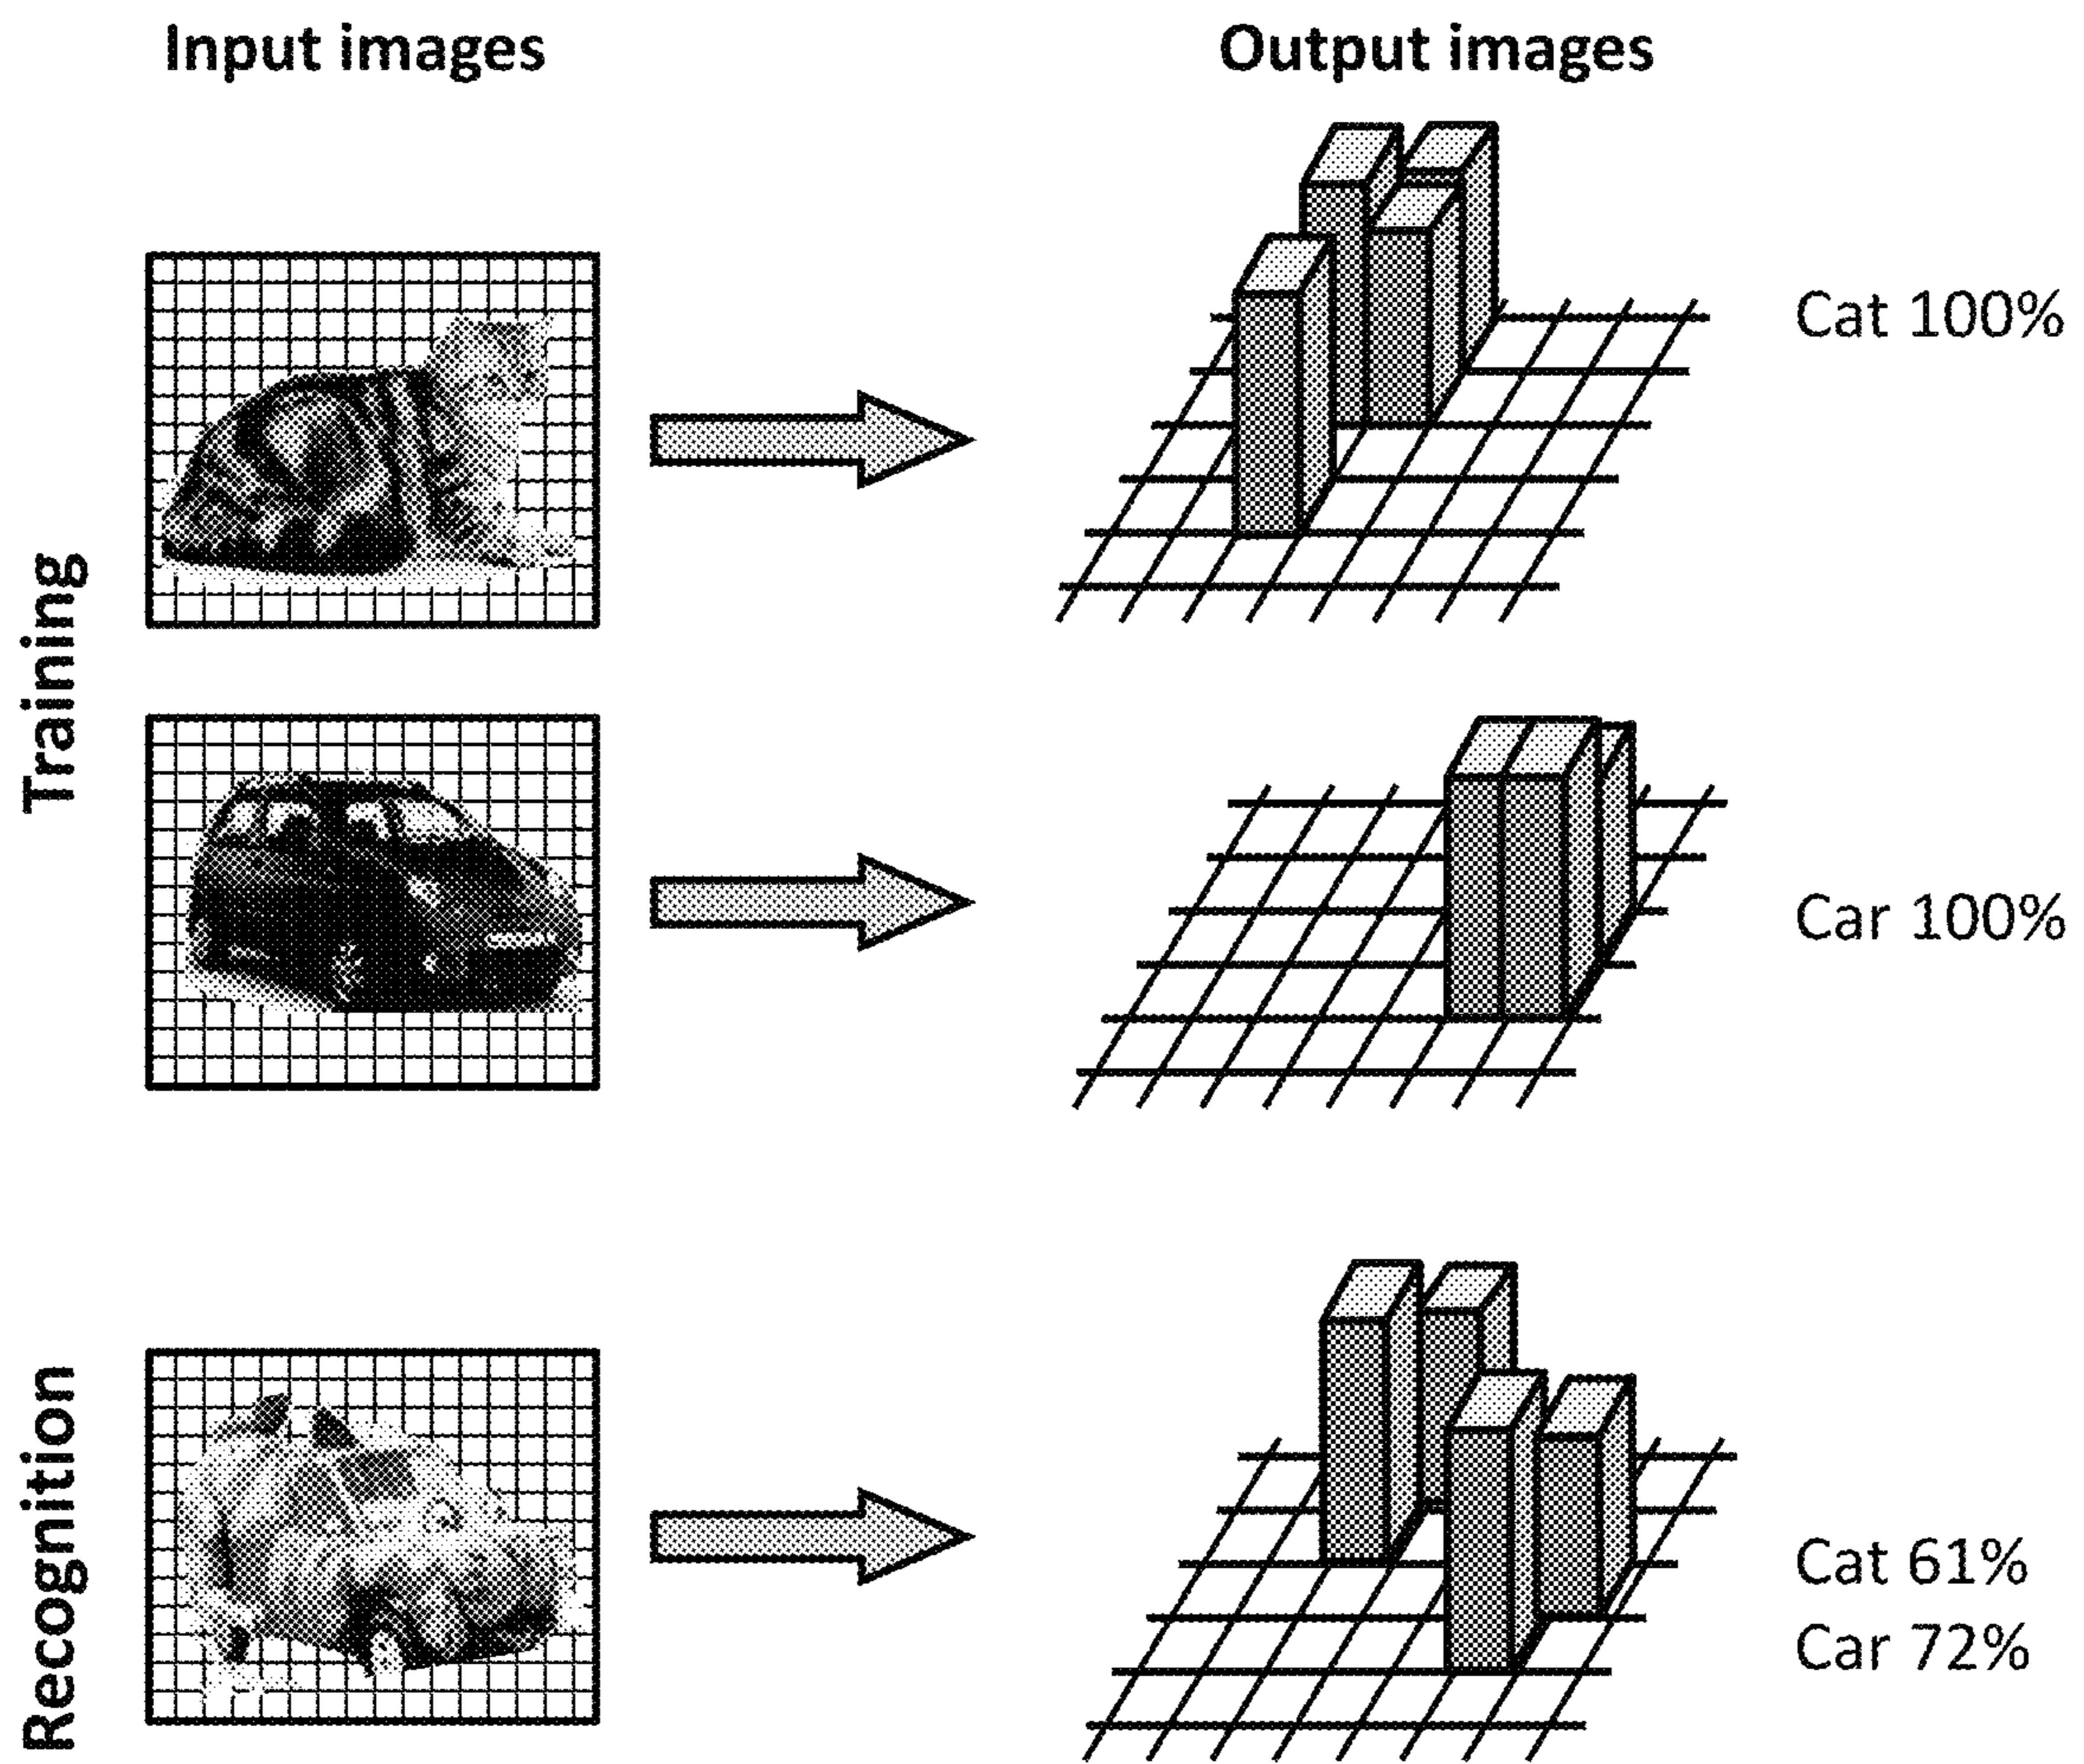 Input images
Output images
Training
Cat 100%
Car 100%
Recognition
Cat 61%
Car 72%